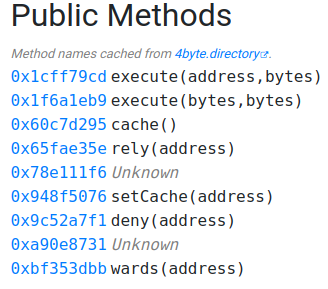 Public Methods
Method names cached from 4byte.directory.
0x1cff79cd execute(address,bytes)
0x1f6a1eb9 execute(bytes,bytes)
0x60c7d295 cache()
0x65fae35e rely(address)
0x78e111f6 Unknown
0x948f5076 setCache(address)
0x9c52a7f1 deny(address)
0xa90e8731 Unknown
0xbf353dbb wards(address)